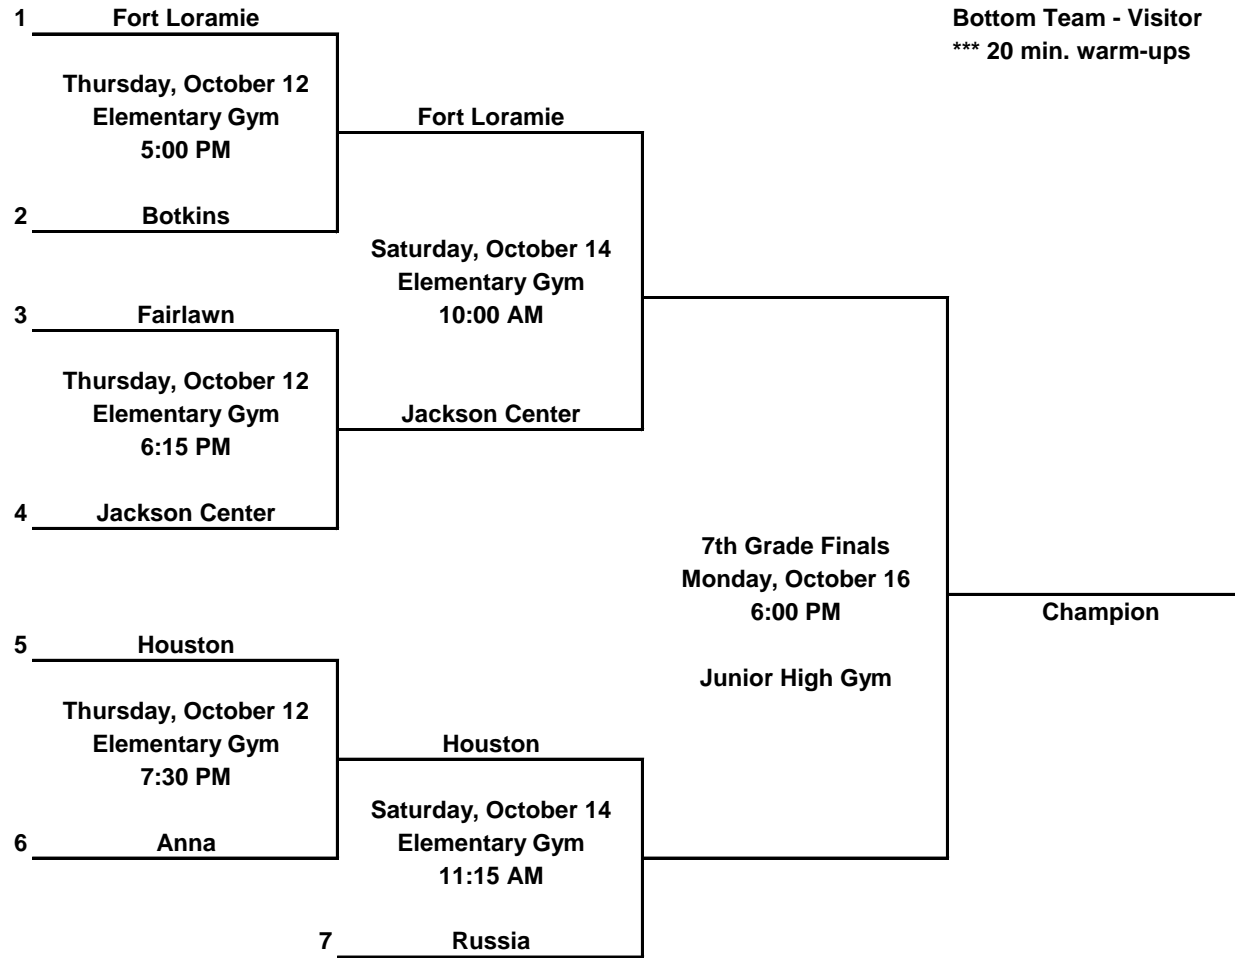 1 Fort Loramie
Bottom Team - Visitor
*** 20 min. warm-ups
Thursday, October 12
Elementary Gym
5:00 PM
Fort Loramie
2 Botkins
Saturday, October 14
Elementary Gym
10:00 AM
3 Fairlawn
Thursday, October 12
Elementary Gym
6:15 PM
Jackson Center
4 Jackson Center
7th Grade Finals
Monday, October 16
6:00 PM
Junior High Gym
Champion
5 Houston
Thursday, October 12
Elementary Gym
7:30 PM
Houston
6 Anna
Saturday, October 14
Elementary Gym
11:15 AM
7 Russia